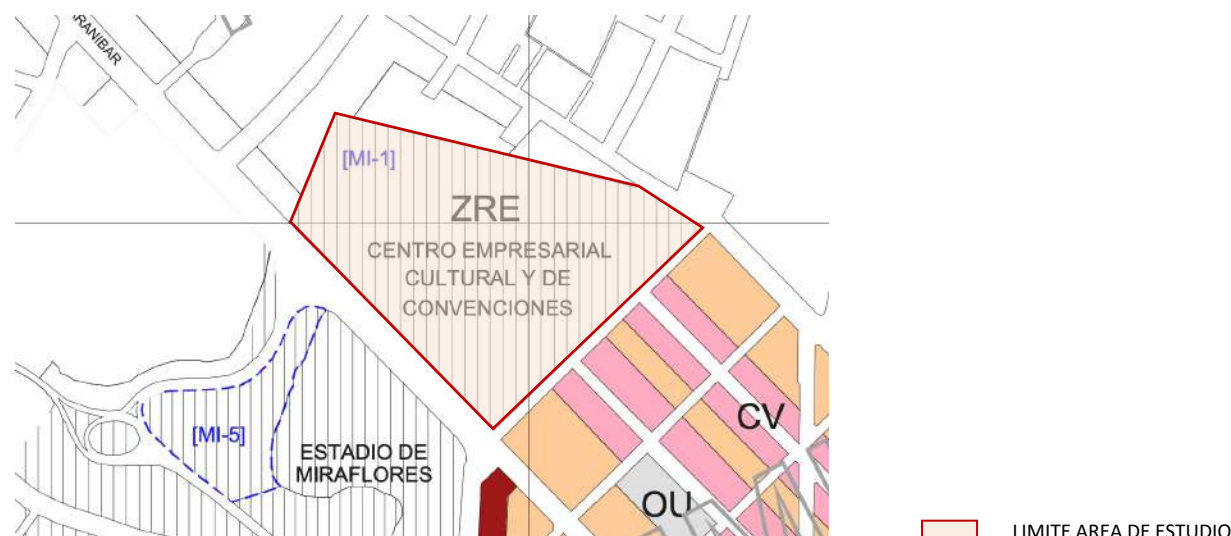 RANIBAR
[MI-1]
ZRE
CENTRO EMPRESARIAL
CULTURAL Y DE
CONVENCIONES
[MI-5]
ESTADIO DE
MIRAFLORES
CV
OU
LIMITE AREA DE ESTUDIO